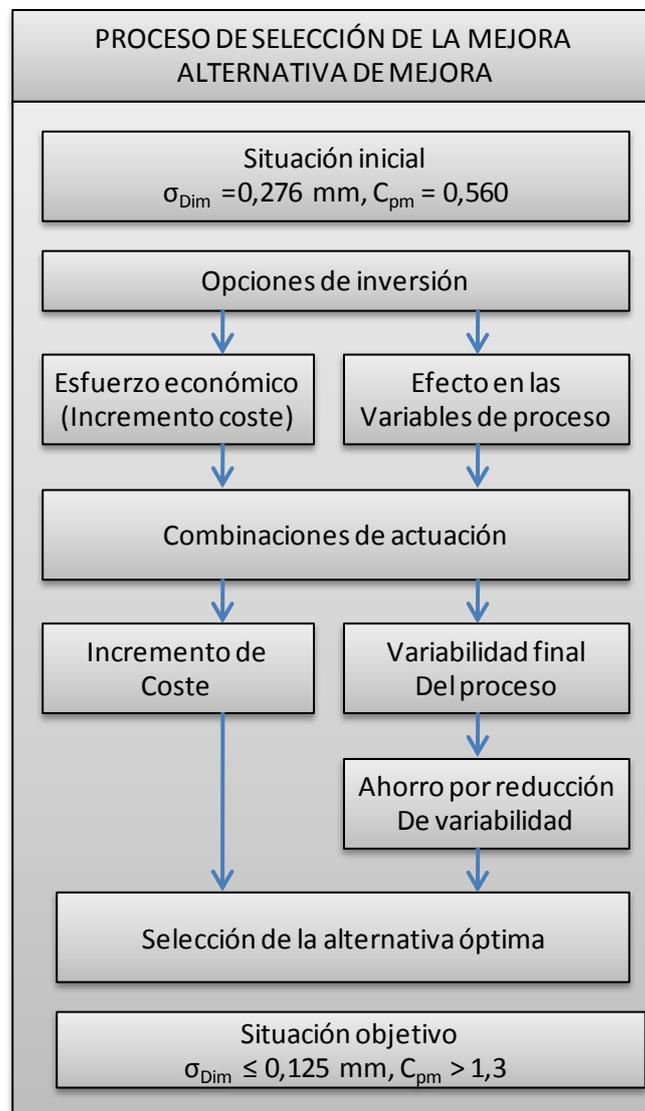 PROCESO DE SELECCIÓN DE LA MEJORA
ALTERNATIVA DE MEJORA
Situación inicial
σDim =0,276 mm, Cpm = 0,560
Opciones de inversión
Esfuerzo económico
(Incremento coste)
Efecto en las
Variables de proceso
Combinaciones de actuación
Incremento de
Coste
Variabilidad final
Del proceso
Ahorro por reducción
De variabilidad
Selección de la alternativa óptima
Situación objetivo
σDim ≤ 0,125 mm, Cpm > 1,3